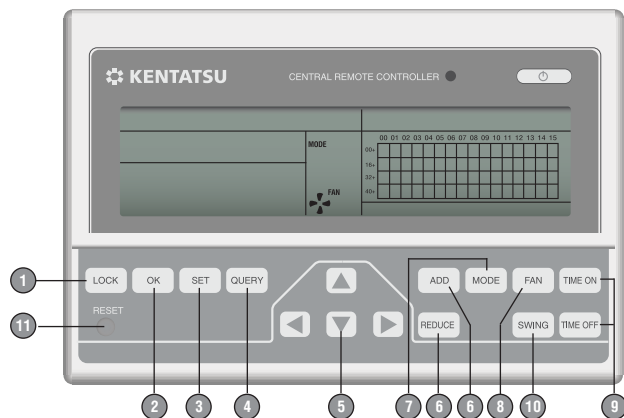 KENTATSU
CENTRAL REMOTE CONTROLLER
MODE
FAN
00 01 02 03 04 05 06 07 08 09 10 11 12 13 14 15
00+
16+
32+
40+
1 LOCK OK SET QUERY ADD MODE FAN TIME ON
11 RESET REDUCE SWING TIME OFF
2 3 4 5 7 6 6 8 10 9